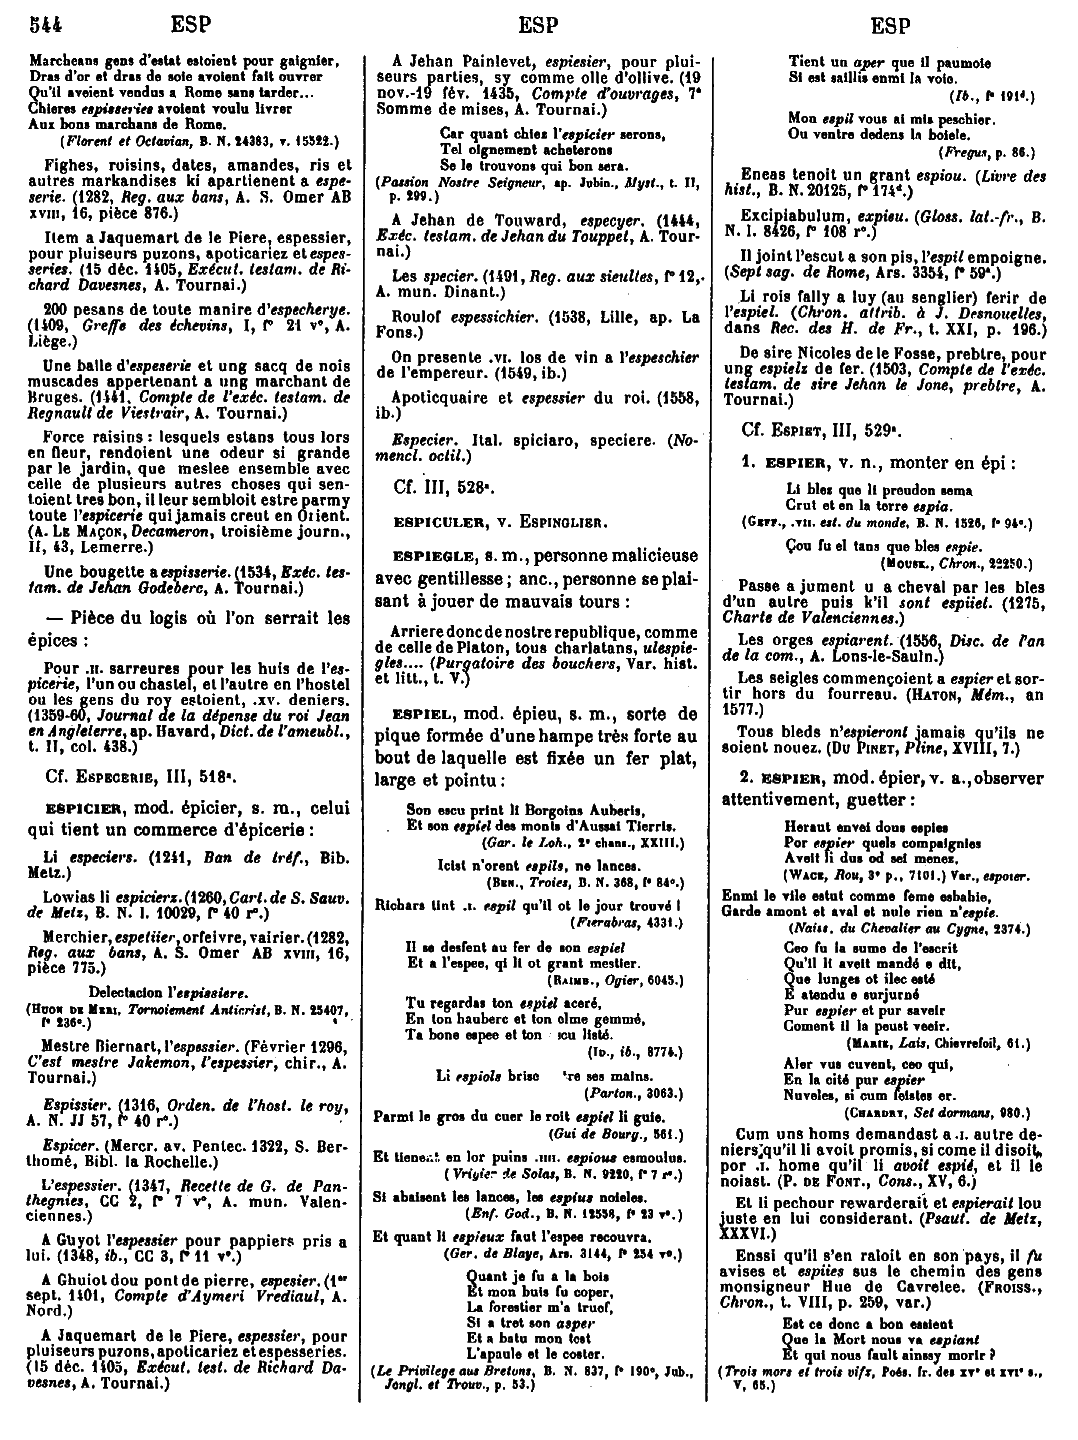 544 ESP ESP ESP
Marcheans gens d'estat estoient pour gaignier,
Dras d'or et dras de soie avoient fait ouvrer
Qu'il aveient vendus a Rome sans tarder...
Chieres espisseries avoient voulu livrer
Aux bons marchans de Rome.
(Florent et Octavian, B. N. 24383, v. 15522.)
Fighes, roisins, dates, amandes, ris et
autres markandises ki apartienent a espe-
serie. (1282, Reg. aux bans, A. S. Omer AB
XVIII, 16, pièce 876.)
Item a Jaquemart de le Piere, espessier,
pour pluiseurs puzons, apoticariez et espes-
series. (15 déc. 1405, Exécut. testam. de Ri-
chard Davesnes, A. Tournai.)
200 pesans de toute manire d'especherye.
(1409, Greffe des échevins, I, f° 21 v°, A.
Liège.)
Une balle d'espeserie et ung sacq de nois
muscades appertenant a ung marchant de
Bruges. (1441, Compte de l'exéc. testam. de
Regnault de Viestrair, A. Tournai.)
Force raisins : lesquels estans tous lors
en fleur, rendoient une odeur si grande
par le jardin, que meslee ensemble avec
celle de plusieurs autres choses qui sen-
toient tres bon, il leur sembloit estre parmy
toute l'espicerie qui jamais creut en Orient.
(A. LE MAÇON, Decameron, troisième journ.,
II, 43, Lemerre.)
Une bougette a espisserie. (1534, Exéc. tes-
tam. de Jehan Godeberc, A. Tournai.)
— Pièce du logis où l'on serrait les
épices :
Pour .II. sarreures pour les huis de l'es-
picerie, l'un ou chastel, et l'autre en l'hostel
ou les gens du roy estoient, .XV. deniers.
(1359-60, Journal de la dépense du roi Jean
en Angleterre, ap. Havard, Dict. de l'ameubl.,
t. II, col. 438.)
Cf. ESPECERIE, III, 518ª.
ESPICIER, mod. épicier, s. m., celui
qui tient un commerce d'épicerie :
Li especiers. (1241, Ban de tréf., Bib.
Metz.)
Lowias li espicierz. (1260, Cart. de S. Sauv.
de Metz, B. N. l. 10029, f° 40 r°.)
Merchier, espetiier, orfeivre, vairier. (1282,
Reg. aux bans, A. S. Omer AB XVIII, 16,
pièce 775.)
Delectacion l'espissiere.
(HUON DE MERI, Tornoiement Anticrist, B. N. 25407,
f° 236ᶜ.)
Mestre Biernart, l'espessier. (Février 1296,
C'est mestre Jakemon, l'espessier, chir., A.
Tournai.)
Espissier. (1316, Orden. de l'host. le roy,
A. N. JJ 57, f° 40 r°.)
Espicer. (Mercr. av. Pentec. 1322, S. Ber-
thomé, Bibl. la Rochelle.)
L'espessier. (1347, Recette de G. de Pan-
thegnies, CC 2, f° 7 v°, A. mun. Valen-
ciennes.)
A Guyot l'espessier pour pappiers pris a
lui. (1348, ib., CC 3, f° 11 v°.)
A Ghuiot dou pont de pierre, espesier. (1er
sept. 1401, Compte d'Aymeri Vrediaul, A.
Nord.)
A Jaquemart de le Piere, espessier, pour
pluiseurs puzons, apoticariez et espesseries.
(15 déc. 1405, Exécut. test. de Richard Da-
vesnes, A. Tournai.)
A Jehan Painlevet, espiesier, pour plui-
seurs parties, sy comme olle d'ollive. (19
nov.-19 fév. 1435, Compte d'ouvrages, 7e
Somme de mises, A. Tournai.)
Car quant chies l'espicier serons,
Tel oignement acheterons
Se le trouvons qui bon sera.
(Passion Nostre Seigneur, ap. Jubin., Myst., t. II,
p. 299.)
A Jehan de Touward, especyer. (1444,
Exéc. testam. de Jehan du Touppet, A. Tour-
nai.)
Les specier. (1491, Reg. aux sieultes, f° 12,
A. mun. Dinant.)
Roulof espessichier. (1538, Lille, ap. La
Fons.)
On presente .VI. los de vin a l'espeschier
de l'empereur. (1549, ib.)
Apoticquaire et espessier du roi. (1558,
ib.)
Especier. Ital. spiciaro, speciere. (No-
mencl. octil.)
Cf. III, 528ª.
ESPICULER, V. ESPINGLIER.
ESPIEGLE, s. m., personne malicieuse
avec gentillesse ; anc., personne se plai-
sant à jouer de mauvais tours :
Arriere donc de nostre republique, comme
de celle de Platon, tous charlatans, ulespie-
gles.... (Purgatoire des bouchers, Var. hist.
et litt., t. V.)
ESPIEL, mod. épieu, s. m., sorte de
pique formée d'une hampe très forte au
bout de laquelle est fixée un fer plat,
large et pointu :
Son escu print li Borgoins Auberis,
Et son espiel des monis d'Aussai Tierris.
(Gar. le Loh., 2e chans., XXIII.)
Icist n'orent espils, ne lances.
(BEN., Troies, B. N. 368, f° 84ᶜ.)
Richars tint .I. espil qu'il ot le jour trouvé !
(Fierabras, 4331.)
Il se desfent au fer de son espiel
Et a l'espee, qi li ot grant mestier.
(RAIMB., Ogier, 6045.)
Tu regardas ton espiel aceré,
En ton hauberc et ton olme gemmé,
Ta bone espee et ton scu listé.
(ID., ib., 8774.)
Li espiols brise 're ses mains.
(Parton., 3063.)
Parmi le gros du cuer le roit espiel li guie.
(Gui de Bourg., 561.)
Et tienent en lor puins .IIII. espious esmoulus.
(Vrigier de Solas, B. N. 9220, f° 7 r°.)
Si abaisent les lances, les espius noieles.
(Enf. God., B. N. 12558, f° 23 v°.)
Et quant li espieux faut l'espee recouvra.
(Ger. de Blaye, Ars. 3144, f° 254 v°.)
Quant je fu a la bois
Et mon buis fu coper,
La forestier m'a truef,
Si a tret son asper
Et a batu mon tost
L'apaule et le coster.
(Le Privilege aus Bretons, B. N. 837, f° 190ᶜ, Jub.,
Jongl. et Trouv., p. 53.)
Tient un aper que il paumoie
Si est saillis enmi la voie.
(Ib., f° 191ᵈ.)
Mon espil vous ai mis peschier.
Ou ventre dedens la boiele.
(Fregus, p. 86.)
Eneas tenoit un grant espiou. (Livre des
hist., B. N. 20125, f° 174ᵈ.)
Excipiabulum, expieu. (Gloss. lat.-fr., B.
N. l. 8426, f° 108 r°.)
Il joint l'escut a son pis, l'espil empoigne.
(Sept sag. de Rome, Ars. 3354, f° 59ª.)
Li rois fally a luy (au senglier) ferir de
l'espiel. (Chron. attrib. à J. Desnouelles,
dans Rec. des H. de Fr., t. XXI, p. 196.)
De sire Nicoles de le Fosse, prebtre, pour
ung espielz de fer. (1503, Compte de l'exéc.
testam. de sire Jehan le Jone, prebtre, A.
Tournai.)
Cf. ESPIET, III, 529ª.
1. ESPIER, v. n., monter en épi :
Li bles que li preudon sema
Crut et en la terre espia.
(GEFF., .VII. est. du monde, B. N. 1526, f° 94ᶜ.)
Çou fu el tans que bles espie.
(MOUSK., Chron., 22250.)
Passe a jument u a cheval par les bles
d'un autre puis k'il sont espiiet. (1275,
Charte de Valenciennes.)
Les orges espiarent. (1556, Disc. de l'an
de la com., A. Lons-le-Sauln.)
Les seigles commençoient a espier et sor-
tir hors du fourreau. (HATON, Mém., an
1577.)
Tous bleds n'espieront jamais qu'ils ne
soient nouez. (DU PINET, Pline, XVIII, 7.)
2. ESPIER, mod. épier, v. a., observer
attentivement, guetter :
Heraut envei dous espies
Por espier quels compaignies
Aveit li dus od sei menez.
(WACE, Rou, 3e p., 7101.) Var., espoier.
Enmi le vile estut comme feme esbahie,
Garde amont et aval et nule rien n'espie.
(Naiss. du Chevalier au Cygne, 2374.)
Ceo fu la sume de l'escrit
Qu'il li aveit mandé e dit,
Que lunges ot ilec esté
E atendu e surjurné
Pur espier et pur saveir
Coment il la peust veeir.
(MARIE, Lais, Chievrefoil, 61.)
Aler vus cuvent, ceo qui,
En la cité pur espier
Noveles, si cum feistes er.
(CHARDRY, Set dormans, 980.)
Cum uns homs demandast a .I. autre de-
niers, qu'il li avoit promis, si come il disoit,
por .I. home qu'il li avoit espié, et il le
noiast. (P. DE FONT., Cons., XV, 6.)
Et li pechour rewarderait et espierait lou
juste en lui considerant. (Psaut. de Metz,
XXXVI.)
Enssi qu'il s'en raloit en son pays, il fu
avises et espiies sus le chemin des gens
monsigneur Hue de Cavrelee. (FROISS.,
Chron., t. VIII, p. 259, var.)
Est ce donc a bon essient
Que la Mort nous va espiant
Et qui nous fault ainssy morir ?
(Trois mors et trois vifz, Poés. fr. des XVe et XVIe s.,
V, 65.)